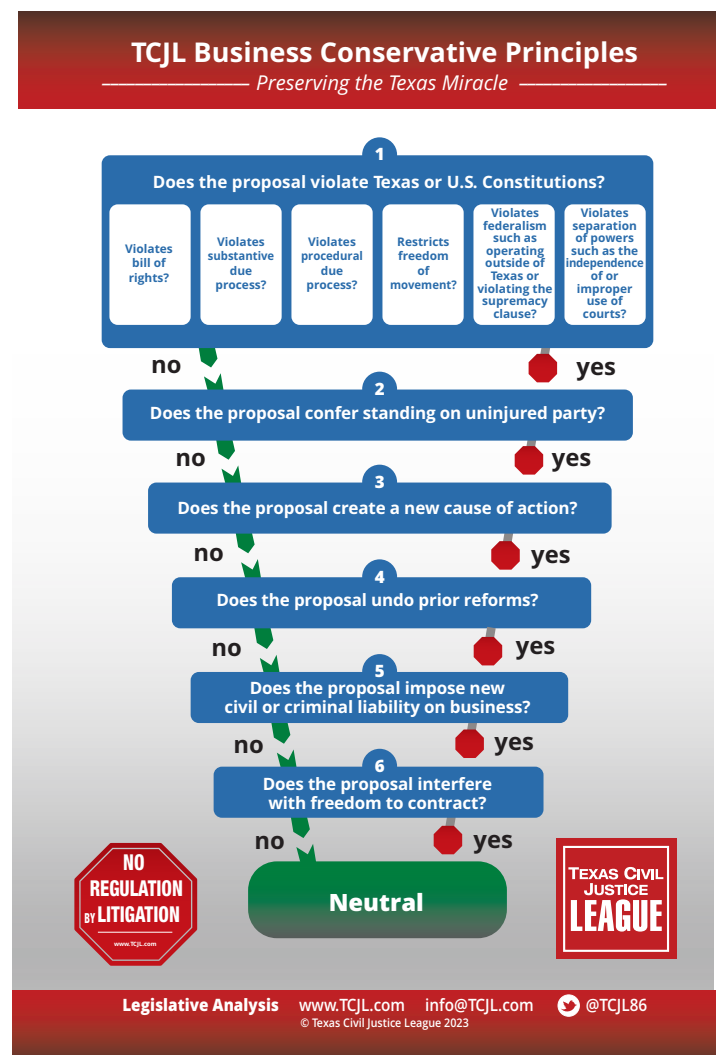 TCJL Business Conservative Principles
Preserving the Texas Miracle
1
Does the proposal violate Texas or U.S. Constitutions?
Violates
bill of
rights?
Violates
substantive
due
process?
Violates
procedural
due
process?
Restricts
freedom
of
movement?
Violates
federalism
such as
operating
outside of
Texas or
violating the
supremacy
clause?
Violates
separation
of powers
such as the
independence
of or
improper
use of
courts?
no
yes
2
Does the proposal confer standing on uninjured party?
no
yes
3
Does the proposal create a new cause of action?
no
yes
4
Does the proposal undo prior reforms?
no
yes
5
Does the proposal impose new
civil or criminal liability on business?
no
yes
6
Does the proposal interfere
with freedom to contract?
no
yes
Neutral
NO
REGULATION
BY LITIGATION
www.TCJL.com
TEXAS CIVIL
JUSTICE
LEAGUE
Legislative Analysis www.TCJL.com info@TCJL.com @TCJL86
© Texas Civil Justice League 2023